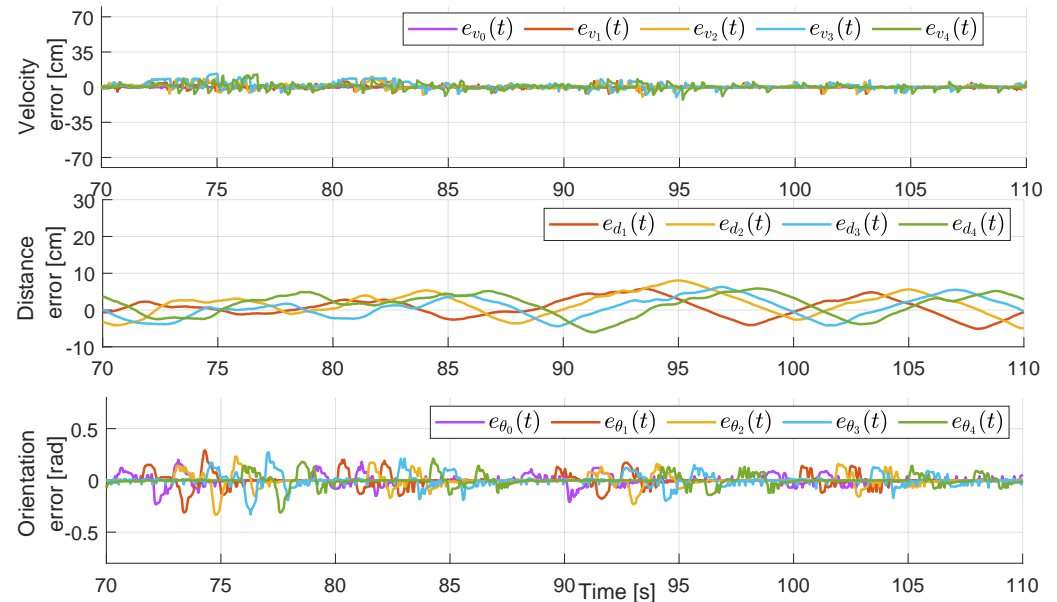 70
35
0
-35
-70
Velocity
error [cm]
e_{v_0}(t) e_{v_1}(t) e_{v_2}(t) e_{v_3}(t) e_{v_4}(t)
70 75 80 85 90 95 100 105 110
30
20
10
0
-10
Distance
error [cm]
e_{d_1}(t) e_{d_2}(t) e_{d_3}(t) e_{d_4}(t)
70 75 80 85 90 95 100 105 110
0.5
0
-0.5
Orientation
error [rad]
e_{θ_0}(t) e_{θ_1}(t) e_{θ_2}(t) e_{θ_3}(t) e_{θ_4}(t)
70 75 80 85 90 95 100 105 110
Time [s]